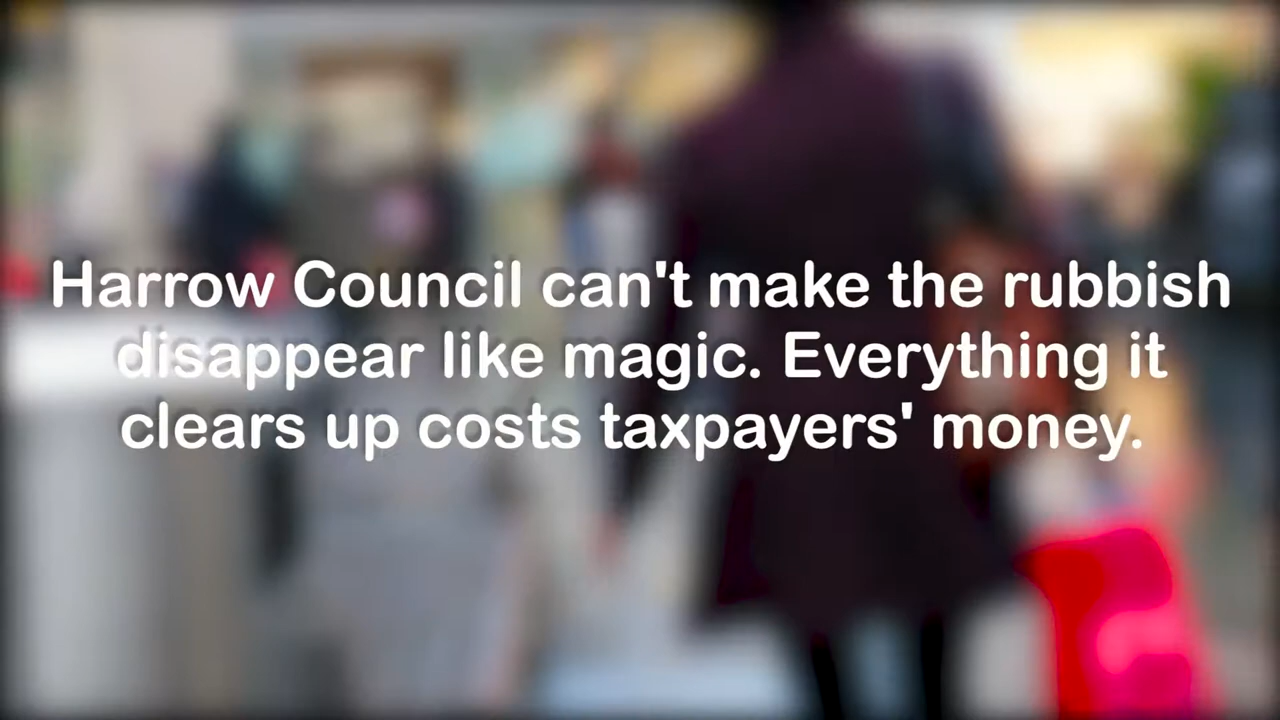 Harrow Council can't make the rubbish
disappear like magic. Everything it
clears up costs taxpayers' money.